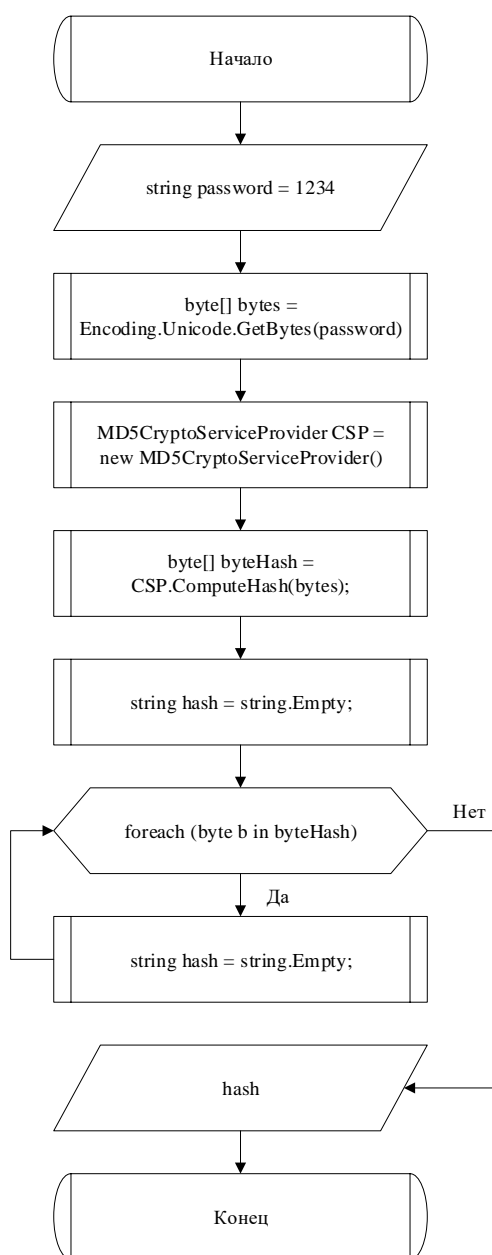 Начало
string password = 1234
byte[] bytes =
Encoding.Unicode.GetBytes(password)
MD5CryptoServiceProvider CSP =
new MD5CryptoServiceProvider()
byte[] byteHash =
CSP.ComputeHash(bytes);
string hash = string.Empty;
foreach (byte b in byteHash)
Нет
Да
string hash = string.Empty;
hash
Конец